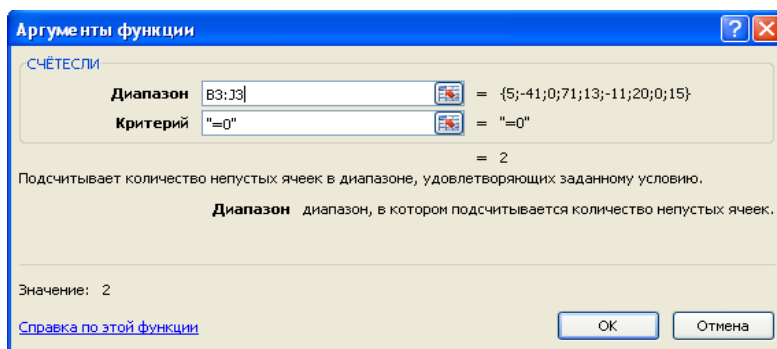 Аргументы функции
СЧЁТЕСЛИ
Диапазон B3:J3 = {5;-41;0;71;13;-11;20;0;15}
Критерий "=0" = "=0"
= 2
Подсчитывает количество непустых ячеек в диапазоне, удовлетворяющих заданному условию.
Диапазон диапазон, в котором подсчитывается количество непустых ячеек.
Значение: 2
Справка по этой функции ОК Отмена